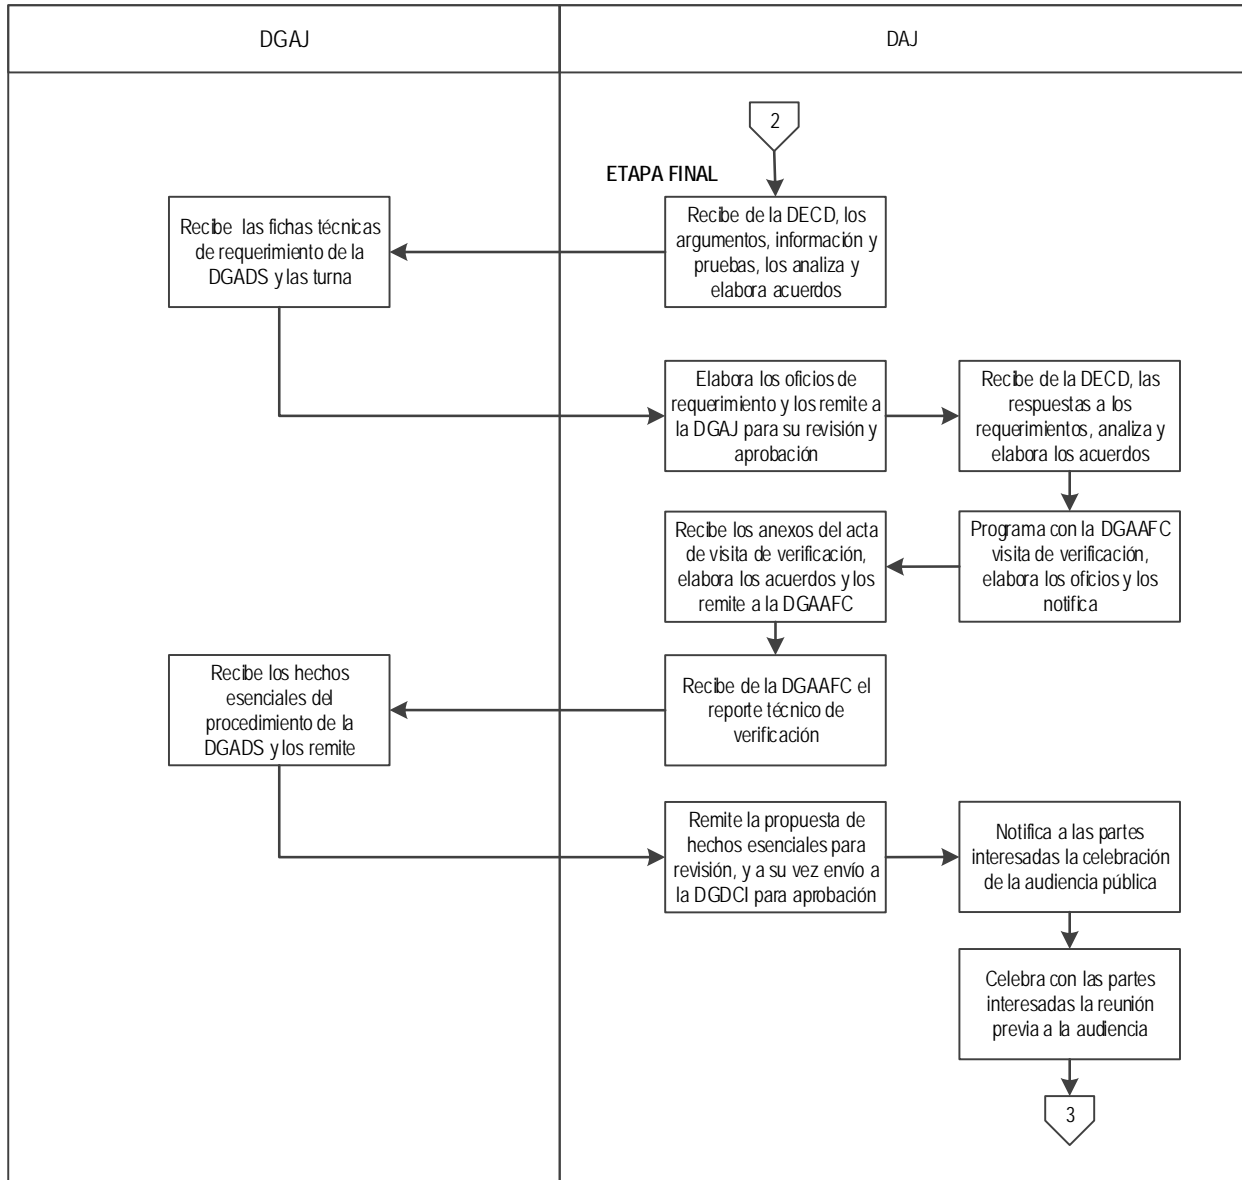 DGAJ
DAJ
2
ETAPA FINAL
Recibe de la DECD, los
argumentos, información y
pruebas, los analiza y
elabora acuerdos
Recibe las fichas técnicas
de requerimiento de la
DGADS y las turna
Elabora los oficios de
requerimiento y los remite a
la DGAJ para su revisión y
aprobación
Recibe de la DECD, las
respuestas a los
requerimientos, analiza y
elabora los acuerdos
Programa con la DGAAFC
visita de verificación,
elabora los oficios y los
notifica
Recibe los anexos del acta
de visita de verificación,
elabora los acuerdos y los
remite a la DGAAFC
Recibe de la DGAAFC el
reporte técnico de
verificación
Recibe los hechos
esenciales del
procedimiento de la
DGADS y los remite
Remite la propuesta de
hechos esenciales para
revisión, y a su vez envío a
la DGDCI para aprobación
Notifica a las partes
interesadas la celebración
de la audiencia pública
Celebra con las partes
interesadas la reunión
previa a la audiencia
3